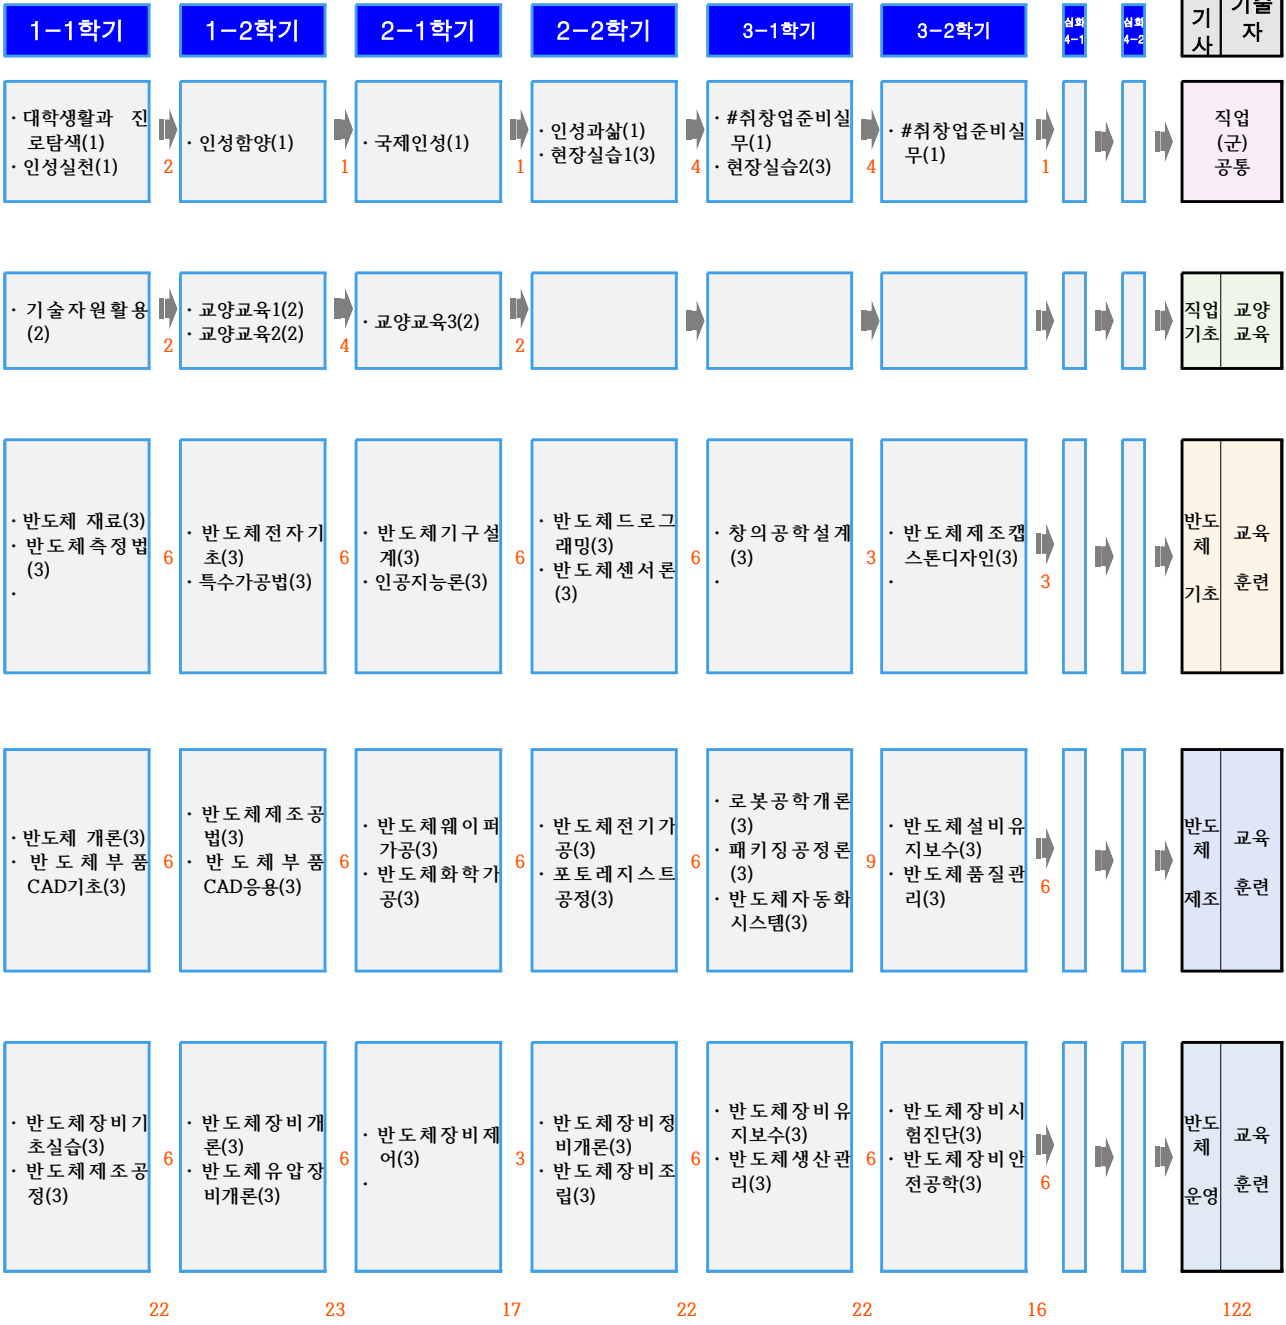 1-1학기
1-2학기
2-1학기
2-2학기
3-1학기
3-2학기
심화
4-1
심화
4-2
기
사
기술
자
· 대학생활과 진
로탐색(1)
· 인성실천(1)
2
· 인성함양(1)
1
· 국제인성(1)
1
· 인성과삶(1)
· 현장실습1(3)
4
· #취창업준비실
무(1)
· 현장실습2(3)
4
· #취창업준비실
무(1)
1
직업
(군)
공통
· 기술자원활용
(2)
2
· 교양교육1(2)
· 교양교육2(2)
4
· 교양교육3(2)
2
직업
기초
교양
교육
· 반도체 재료(3)
· 반도체측정법
(3)
·
6
· 반도체전자기
초(3)
· 특수가공법(3)
6
· 반도체기구설
계(3)
· 인공지능론(3)
6
· 반도체드로그
래밍(3)
· 반도체센서론
(3)
6
· 창의공학설계
(3)
·
3
· 반도체제조캡
스톤디자인(3)
·
3
반도
체
기초
교육
훈련
· 반도체 개론(3)
· 반도체부품
CAD기초(3)
6
· 반도체제조공
법(3)
· 반도체부품
CAD응용(3)
6
· 반도체웨이퍼
가공(3)
· 반도체화학가
공(3)
6
· 반도체전기가
공(3)
· 포토레지스트
공정(3)
6
· 로봇공학개론
(3)
· 패키징공정론
(3)
· 반도체자동화
시스템(3)
9
· 반도체설비유
지보수(3)
· 반도체품질관
리(3)
6
반도
체
제조
교육
훈련
· 반도체장비기
초실습(3)
· 반도체제조공
정(3)
6
· 반도체장비개
론(3)
· 반도체유압장
비개론(3)
6
· 반도체장비제
어(3)
·
3
· 반도체장비정
비개론(3)
· 반도체장비조
립(3)
6
· 반도체장비유
지보수(3)
· 반도체생산관
리(3)
6
· 반도체장비시
험진단(3)
· 반도체장비안
전공학(3)
6
반도
체
운영
교육
훈련
22
23
17
22
22
16
122